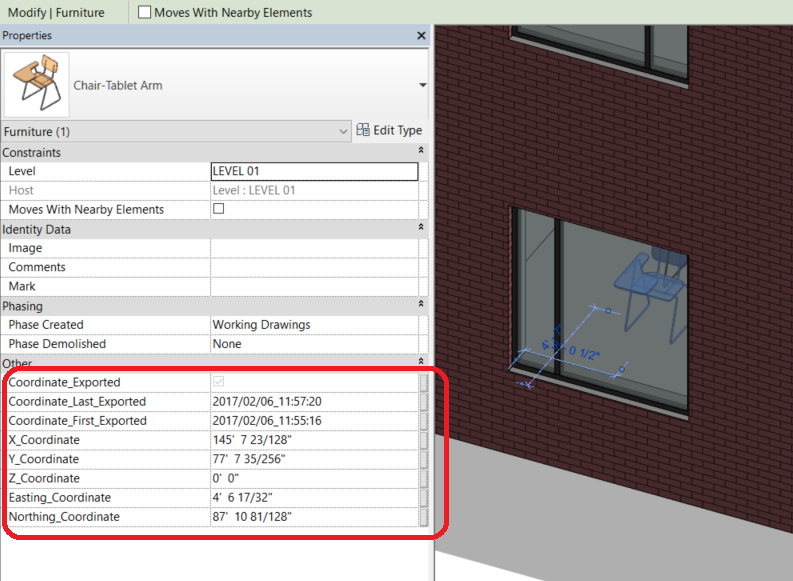 Modify | Furniture Moves With Nearby Elements
Properties
Chair-Tablet Arm
Furniture (1) Edit Type
Constraints
Level LEVEL 01
Host Level : LEVEL 01
Moves With Nearby Elements
Identity Data
Image
Comments
Mark
Phasing
Phase Created Working Drawings
Phase Demolished None
Other
Coordinate_Exported
Coordinate_Last_Exported 2017/02/06_11:57:20
Coordinate_First_Exported 2017/02/06_11:55:16
X_Coordinate 145' 7 23/128"
Y_Coordinate 77' 7 35/256"
Z_Coordinate 0' 0"
Easting_Coordinate 4' 6 17/32"
Northing_Coordinate 87' 10 81/128"
0 1/2"